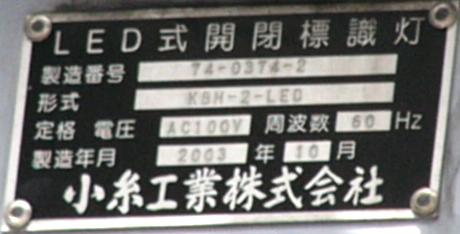 LED式開閉標識灯
製造番号 74-0374-2
形式 KSH-2-LED
定格 電圧 AC100V 周波数 60 Hz
製造年月 2003 年 10 月
小糸工業株式会社